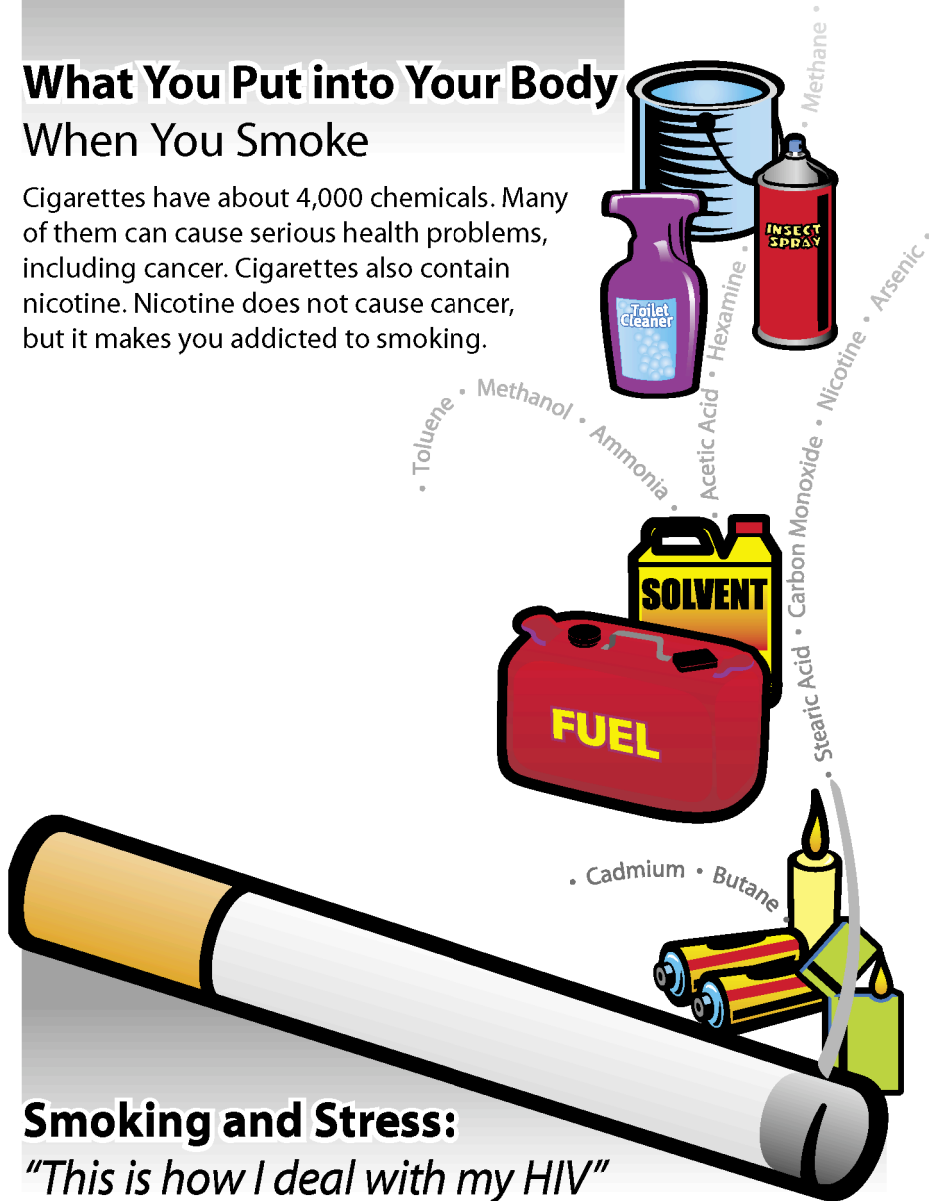 What You Put into Your Body
When You Smoke
Cigarettes have about 4,000 chemicals. Many
of them can cause serious health problems,
including cancer. Cigarettes also contain
nicotine. Nicotine does not cause cancer,
but it makes you addicted to smoking.
INSECT
SPRAY
Toilet
Cleaner
• Toluene • Methanol • Ammonia •
• Acetic Acid • Hexamine •
• Methane •
• Stearic Acid • Carbon Monoxide • Nicotine • Arsenic •
SOLVENT
FUEL
• Cadmium • Butane •
Smoking and Stress:
“This is how I deal with my HIV”